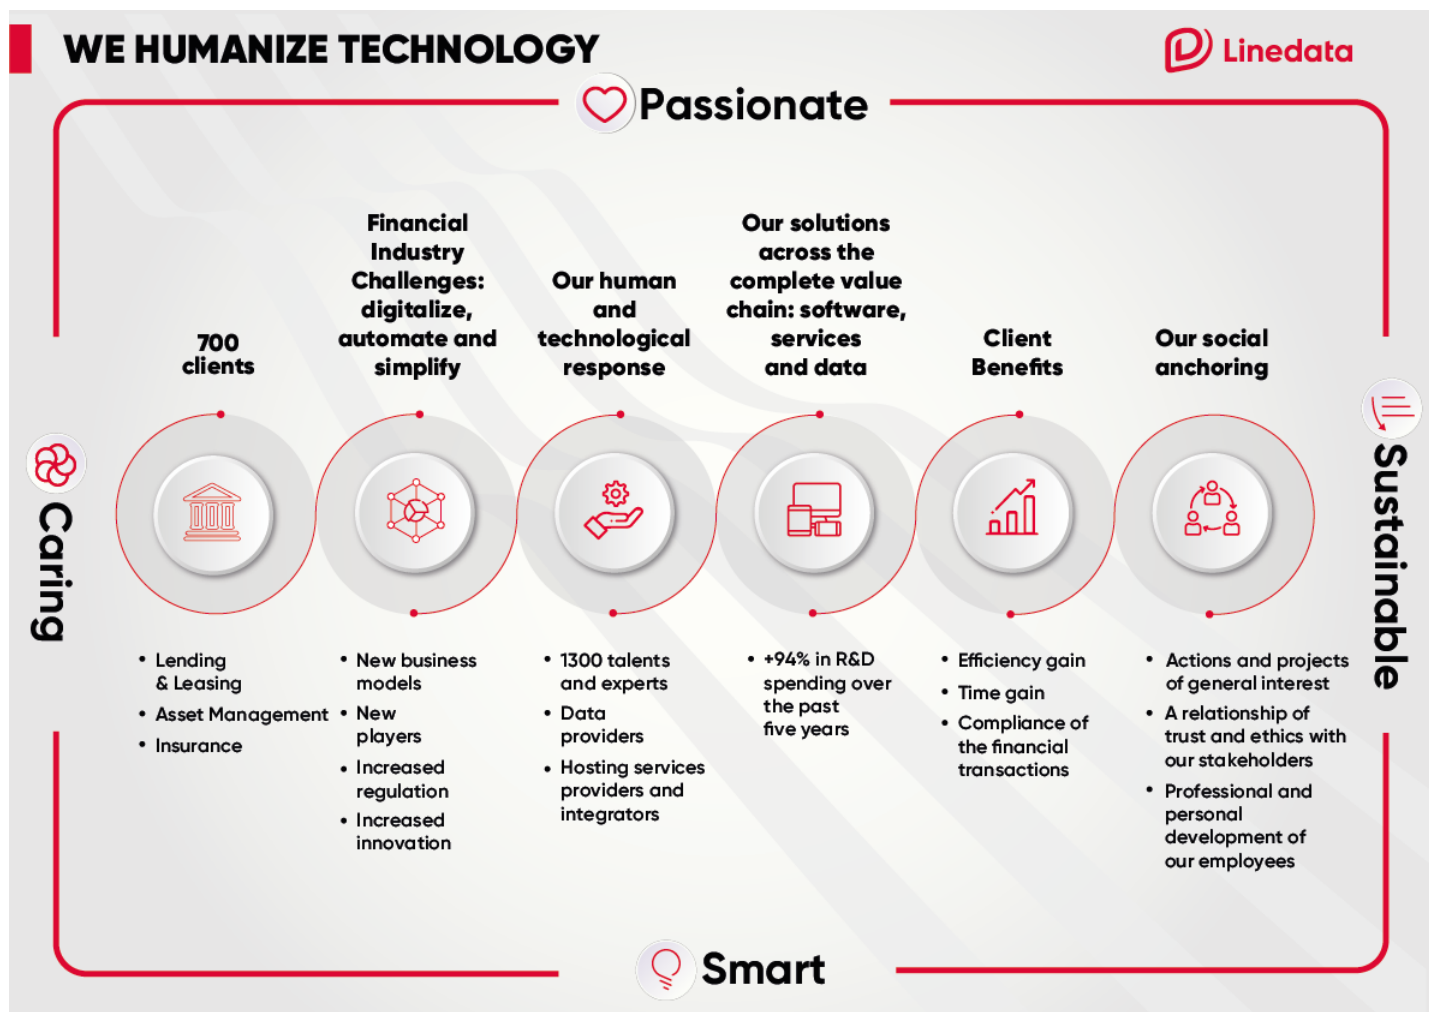 WE HUMANIZE TECHNOLOGY
Linedata
Passionate
700
clients
Financial
Industry
Challenges:
digitalize,
automate and
simplify
Our human
and
technological
response
Our solutions
across the
complete value
chain: software,
services
and data
Client
Benefits
Our social
anchoring
Caring
Sustainable
• Lending
& Leasing
• Asset Management
• Insurance
• New business
models
• New
players
• Increased
regulation
• Increased
innovation
• 1300 talents
and experts
• Data
providers
• Hosting services
providers and
integrators
• +94% in R&D
spending over
the past
five years
• Efficiency gain
• Time gain
• Compliance of
the financial
transactions
• Actions and projects
of general interest
• A relationship of
trust and ethics with
our stakeholders
• Professional and
personal
development of
our employees
Smart